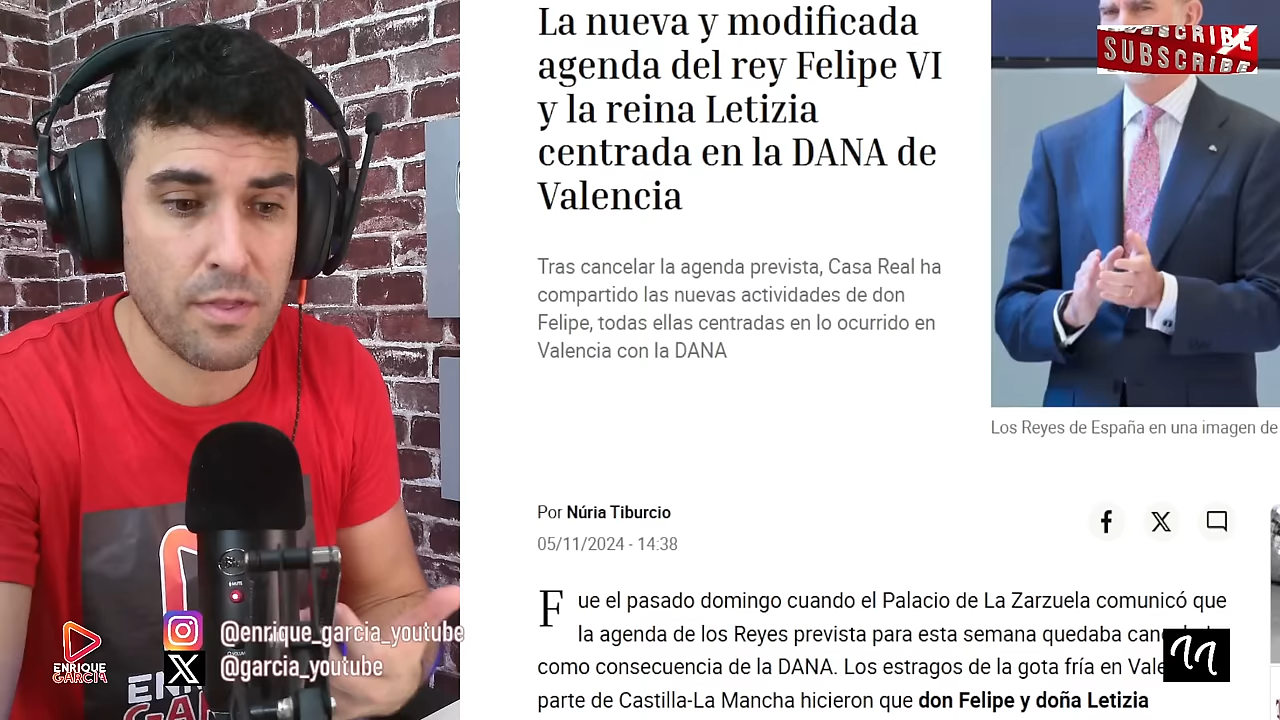 La nueva y modificada
agenda del rey Felipe VI
y la reina Letizia
centrada en la DANA de
Valencia
Tras cancelar la agenda prevista, Casa Real ha
compartido las nuevas actividades de don
Felipe, todas ellas centradas en lo ocurrido en
Valencia con la DANA
SUBSCRIBE
SUBSCRIBE
Los Reyes de España en una imagen de
Por Núria Tiburcio
05/11/2024 - 14:38
Fue el pasado domingo cuando el Palacio de La Zarzuela comunicó que
la agenda de los Reyes prevista para esta semana quedaba
como consecuencia de la DANA. Los estragos de la gota fría en
parte de Castilla-La Mancha hicieron que don Felipe y doña Letizia
@enrique_garcia_youtube
@garcia_youtube
ENRIQUE
GARCIA
MUTE